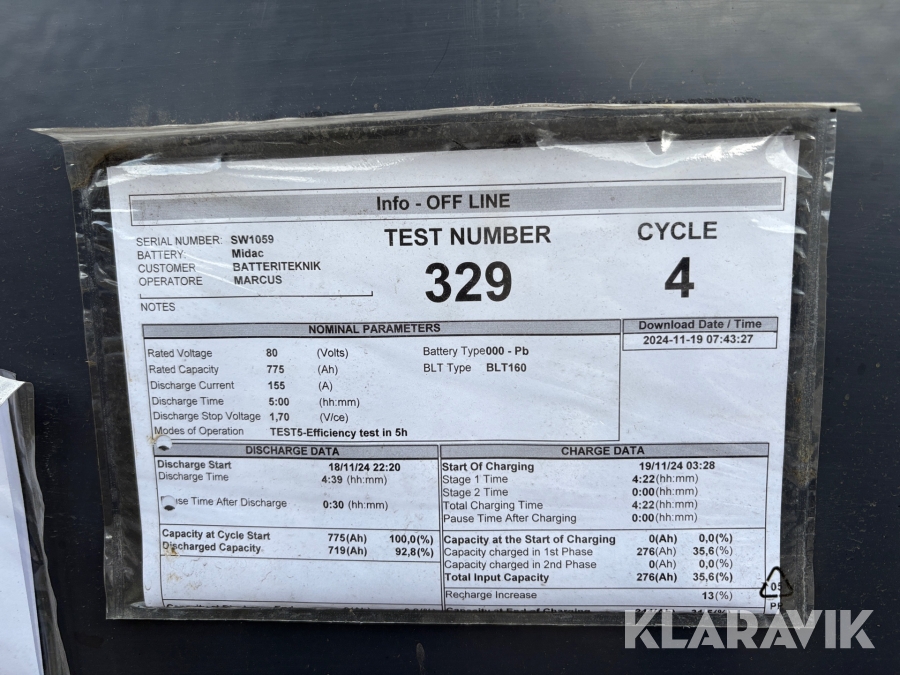 Info - OFF LINE
SERIAL NUMBER: SW1059
BATTERY: Midac
CUSTOMER BATTERITEKNIK
OPERATORE MARCUS
NOTES
TEST NUMBER
329
CYCLE
4
NOMINAL PARAMETERS
Rated Voltage 80 (Volts) Battery Type000 - Pb
Rated Capacity 775 (Ah) BLT Type BLT160
Discharge Current 155 (A)
Discharge Time 5:00 (hh:mm)
Discharge Stop Voltage 1,70 (V/ce)
Modes of Operation TEST5-Efficiency test in 5h
Download Date / Time
2024-11-19 07:43:27
DISCHARGE DATA
Discharge Start 18/11/24 22:20
Discharge Time 4:39 (hh:mm)
Time After Discharge 0:30 (hh:mm)
Capacity at Cycle Start 775(Ah) 100,0(%)
Discharged Capacity 719(Ah) 92,8(%)
CHARGE DATA
Start Of Charging 19/11/24 03:28
Stage 1 Time 4:22(hh:mm)
Stage 2 Time 0:00(hh:mm)
Total Charging Time 4:22(hh:mm)
Pause Time After Charging 0:00(hh:mm)
Capacity at the Start of Charging 0(Ah) 0,0(%)
Capacity charged in 1st Phase 276(Ah) 35,6(%)
Capacity charged in 2nd Phase 0(Ah) 0,0(%)
Total Input Capacity 276(Ah) 35,6(%)
Recharge Increase 13(%)
Capacity at End of Charging
05
KLARAVIK